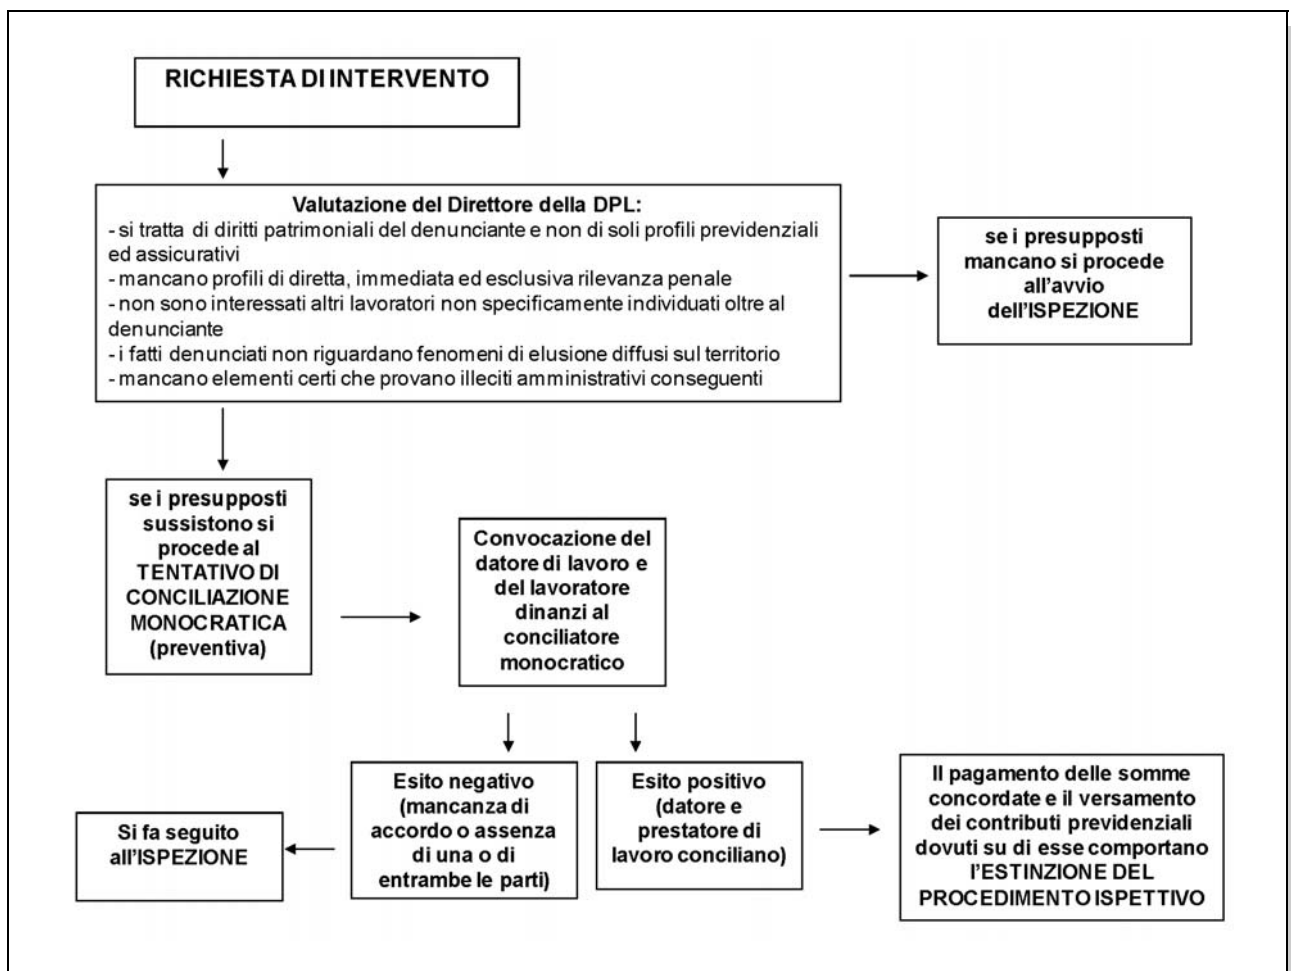 RICHIESTA DI INTERVENTO
Valutazione del Direttore della DPL:
- si tratta di diritti patrimoniali del denunciante e non di soli profili previdenziali
ed assicurativi
- mancano profili di diretta, immediata ed esclusiva rilevanza penale
- non sono interessati altri lavoratori non specificamente individuati oltre al
denunciante
- i fatti denunciati non riguardano fenomeni di elusione diffusi sul territorio
- mancano elementi certi che provano illeciti amministrativi conseguenti
se i presupposti
mancano si procede
all'avvio
dell'ISPEZIONE
se i presupposti
sussistono si
procede al
TENTATIVO DI
CONCILIAZIONE
MONOCRATICA
(preventiva)
Convocazione del
datore di lavoro e
del lavoratore
dinanzi al
conciliatore
monocratico
Si fa seguito
all'ISPEZIONE
Esito negativo
(mancanza di
accordo o assenza
di una o di
entrambe le parti)
Esito positivo
(datore e
prestatore di
lavoro conciliano)
Il pagamento delle somme
concordate e il versamento
dei contributi previdenziali
dovuti su di esse comportano
l'ESTINZIONE DEL
PROCEDIMENTO ISPETTIVO